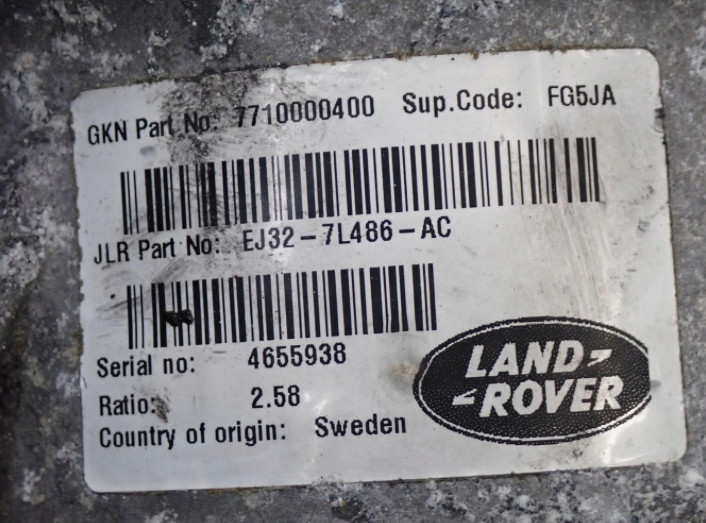 GKN Part No: 7710000400 Sup.Code: FG5JA
JLR Part No: EJ32-7L486-AC
Serial no: 4655938
Ratio: 2.58
Country of origin: Sweden
LAND-
-ROVER